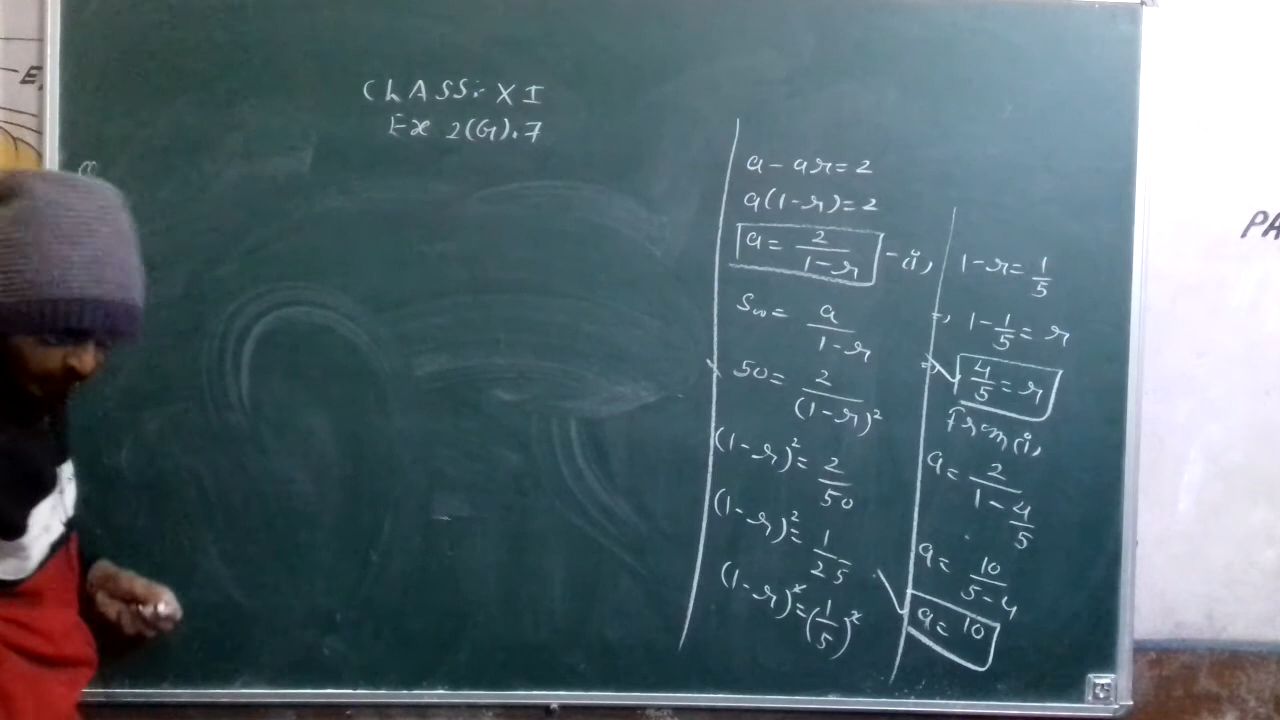 E
CLASS: XI
Ex 2(G).7
Q
a - ar = 2
a(1-r) = 2
a = 2/(1-r) - (i)
S∞ = a/(1-r)
50 = 2/(1-r)²
(1-r)² = 2/50
(1-r)² = 1/25
(1-r)² = (1/5)²
1-r = 1/5
⇒ 1 - 1/5 = r
⇒ 4/5 = r
From (i)
a = 2/(1 - 4/5)
a = 10/(5-4)
a = 10
PA